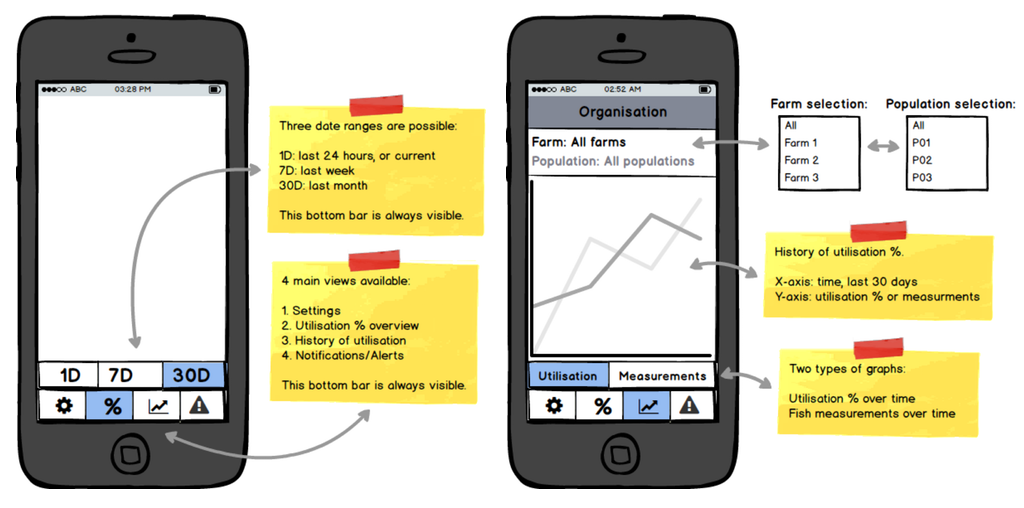 ●●●○○ ABC 03:28 PM
Three date ranges are possible:
1D: last 24 hours, or current
7D: last week
30D: last month
This bottom bar is always visible.
4 main views available:
1. Settings
2. Utilisation % overview
3. History of utilisation
4. Notifications/Alerts
This bottom bar is always visible.
1D 7D 30D
%
●●●○○ ABC 02:52 AM
Organisation
Farm: All farms
Population: All populations
Utilisation Measurements
%
Farm selection:
All
Farm 1
Farm 2
Farm 3
Population selection:
All
P01
P02
P03
History of utilisation %.
X-axis: time, last 30 days
Y-axis: utilisation % or measurments
Two types of graphs:
Utilisation % over time
Fish measurements over time